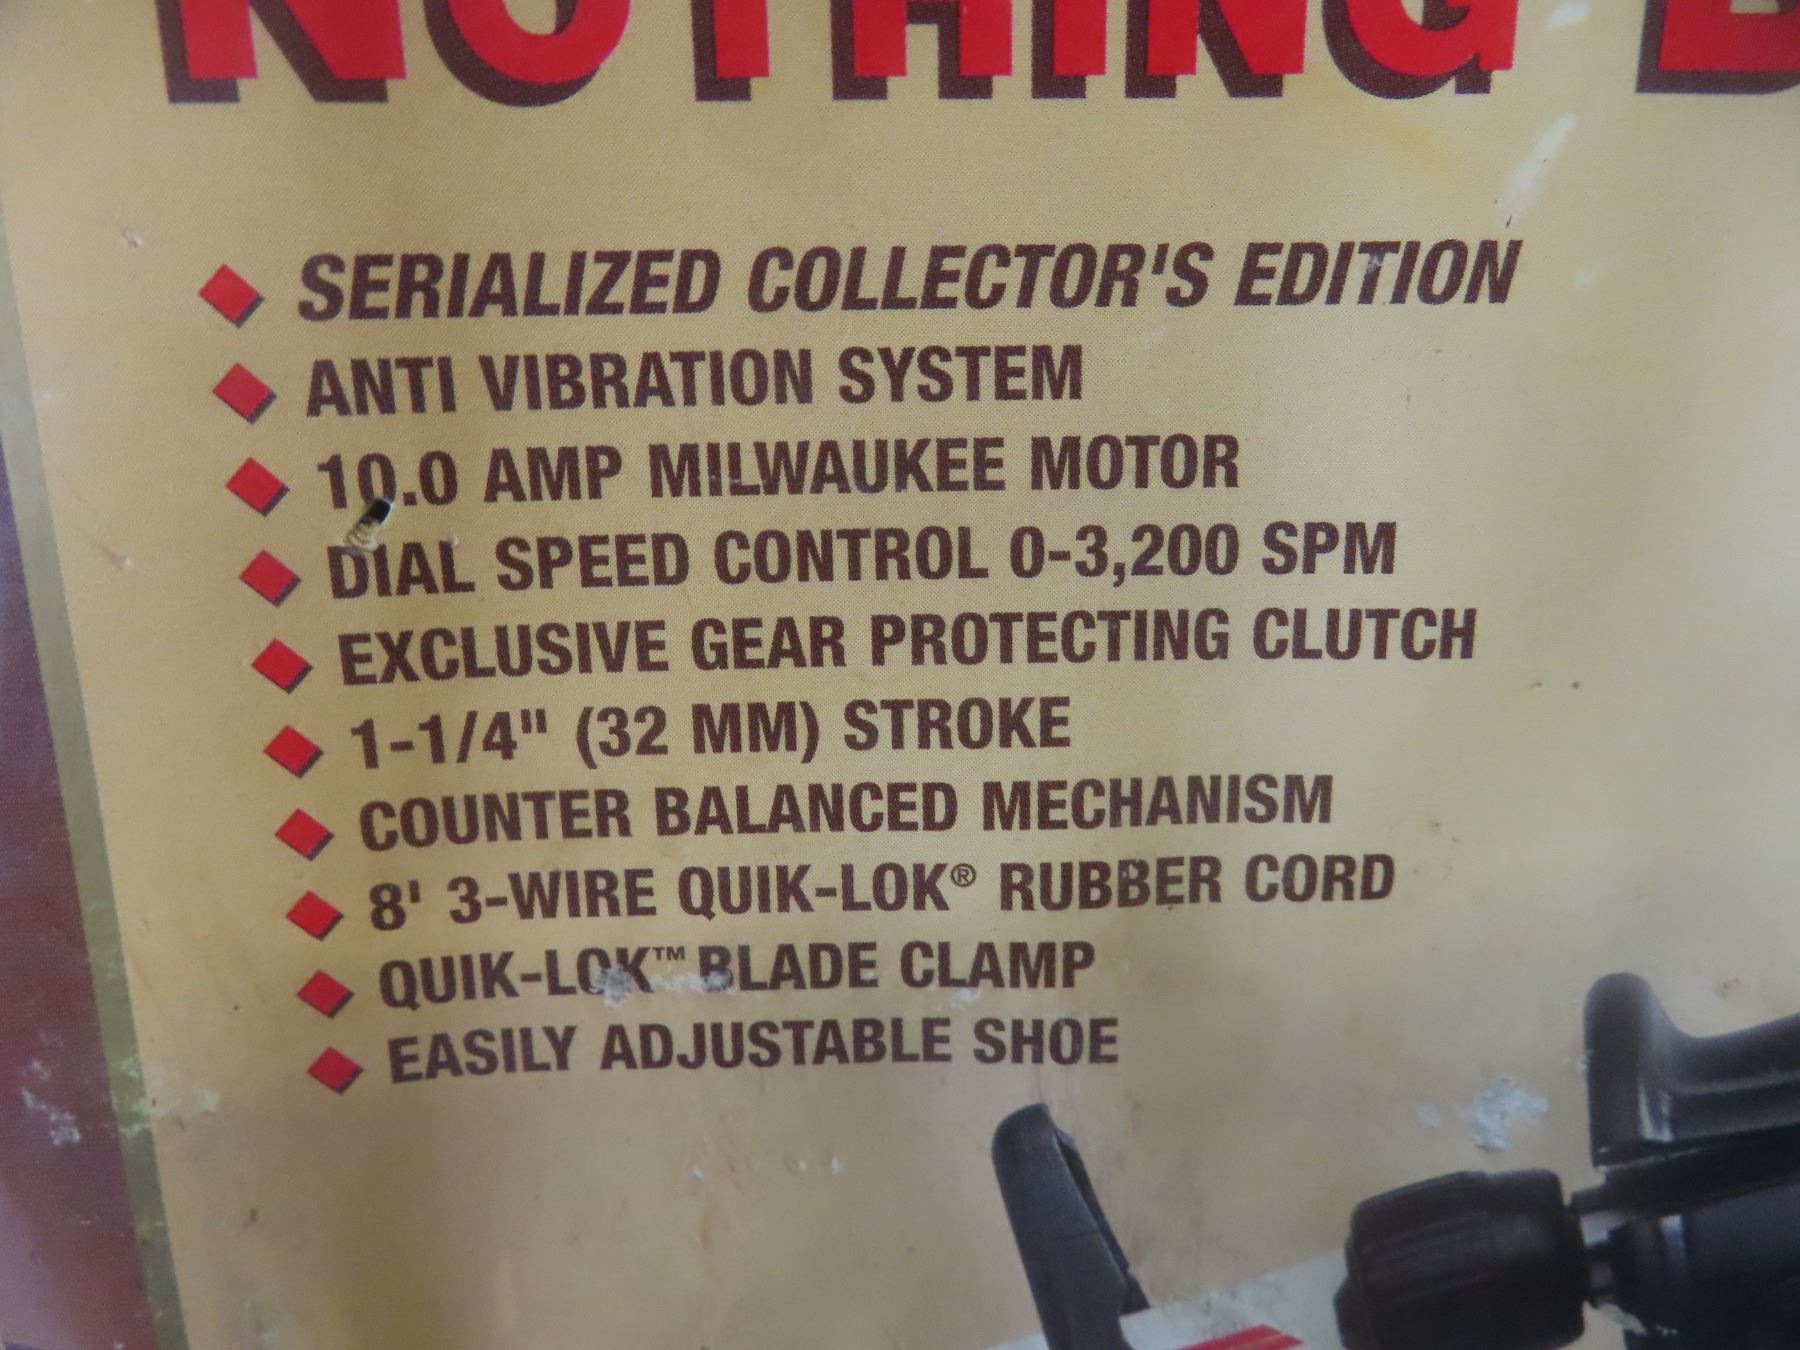 NOTHING B
SERIALIZED COLLECTOR'S EDITION
ANTI VIBRATION SYSTEM
10.0 AMP MILWAUKEE MOTOR
DIAL SPEED CONTROL 0-3,200 SPM
EXCLUSIVE GEAR PROTECTING CLUTCH
1-1/4" (32 MM) STROKE
COUNTER BALANCED MECHANISM
8' 3-WIRE QUIK-LOK® RUBBER CORD
QUIK-LOK™ BLADE CLAMP
EASILY ADJUSTABLE SHOE